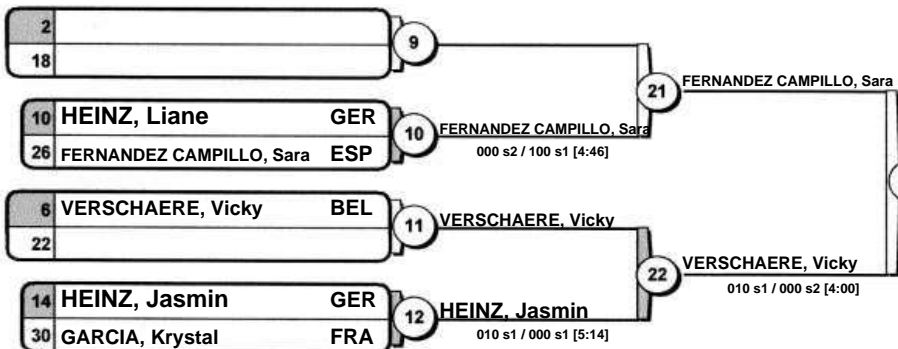 2
18
9
10 HEINZ, Liane GER
26 FERNANDEZ CAMPILLO, Sara ESP
10
FERNANDEZ CAMPILLO, Sara
000 s2 / 100 s1 [4:46]
21
FERNANDEZ CAMPILLO, Sara
6 VERSCHAERE, Vicky BEL
22
11
VERSCHAERE, Vicky
14 HEINZ, Jasmin GER
30 GARCIA, Krystal FRA
12
HEINZ, Jasmin
010 s1 / 000 s1 [5:14]
22
VERSCHAERE, Vicky
010 s1 / 000 s2 [4:00]